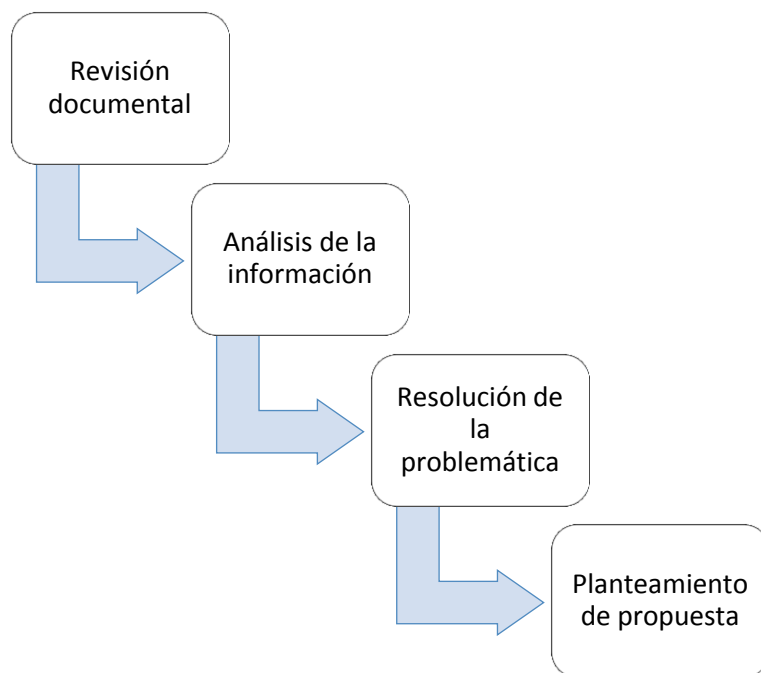 Revisión
documental
Análisis de la
información
Resolución de
la
problemática
Planteamiento
de propuesta